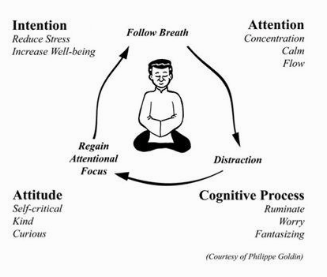 Intention
Reduce Stress
Increase Well-being
Follow Breath
Attention
Concentration
Calm
Flow
Regain
Attentional
Focus
Distraction
Attitude
Self-critical
Kind
Curious
Cognitive Process
Ruminate
Worry
Fantasizing
(Courtesy of Philippe Goldin)